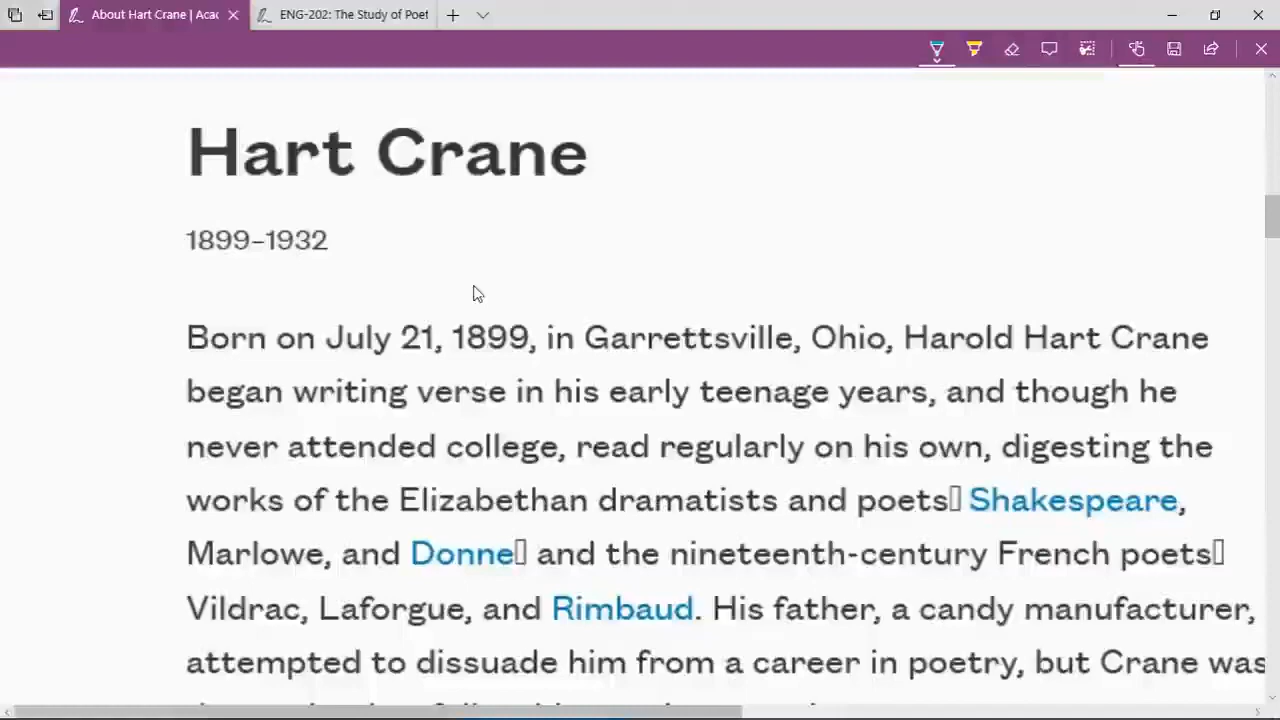 About Hart Crane | Acac
ENG-202: The Study of Poet
Hart Crane
1899–1932
Born on July 21, 1899, in Garrettsville, Ohio, Harold Hart Crane
began writing verse in his early teenage years, and though he
never attended college, read regularly on his own, digesting the
works of the Elizabethan dramatists and poets▯ Shakespeare,
Marlowe, and Donne▯ and the nineteenth-century French poets▯
Vildrac, Laforgue, and Rimbaud. His father, a candy manufacturer,
attempted to dissuade him from a career in poetry, but Crane was